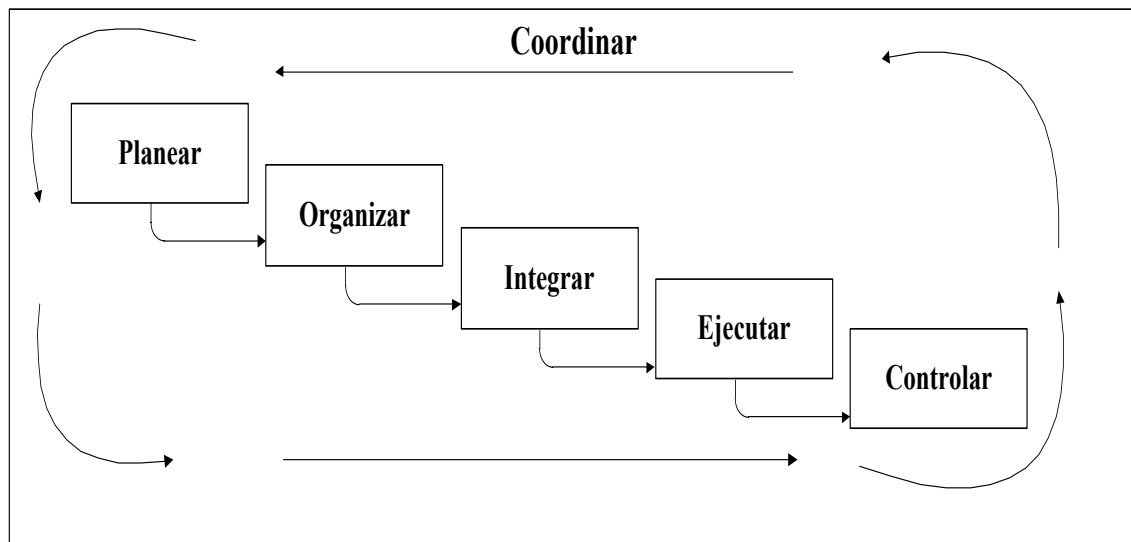 Coordinar
Planear
Organizar
Integrar
Ejecutar
Controlar